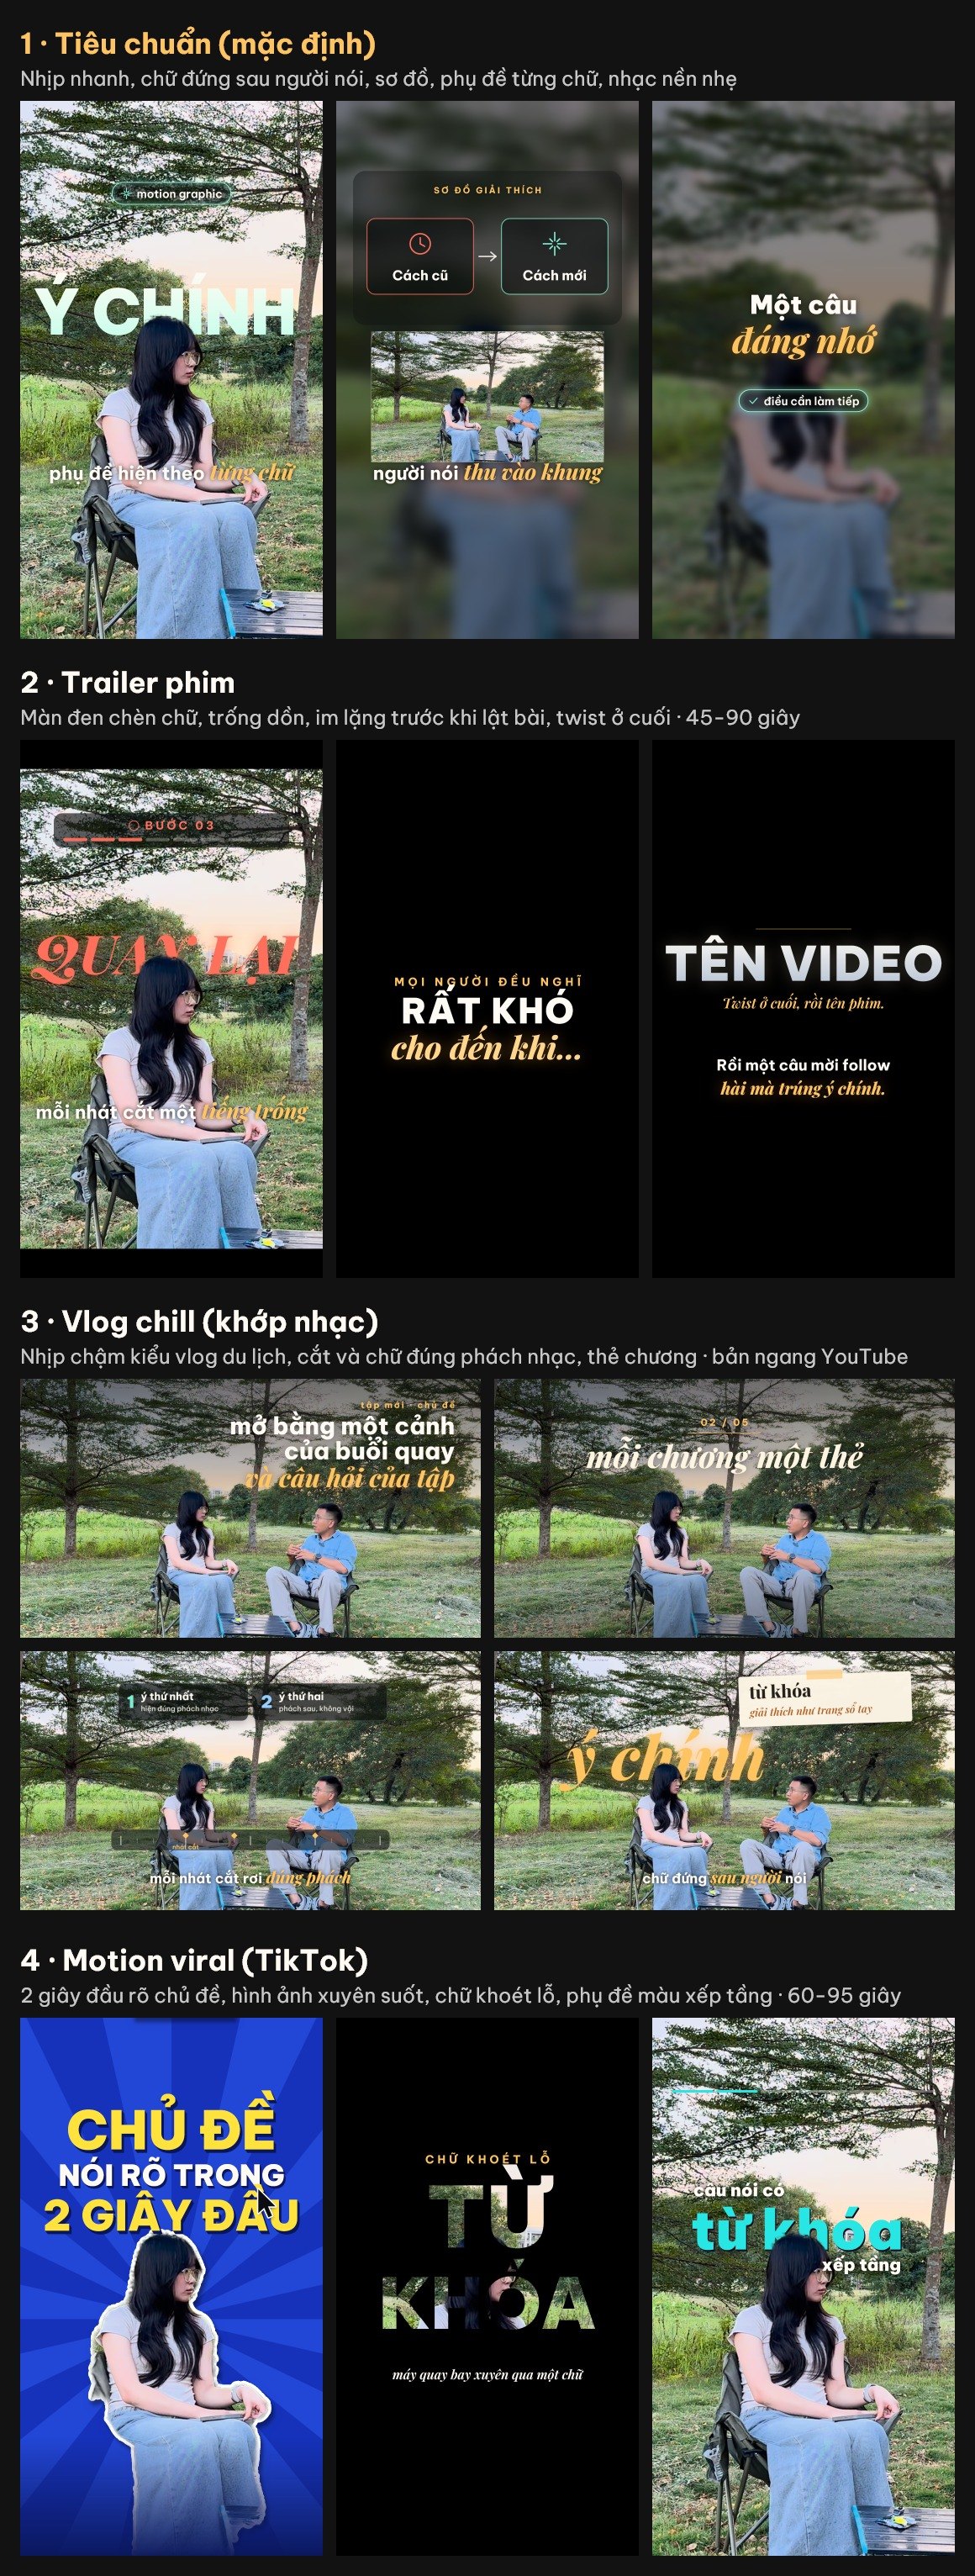 1 · Tiêu chuẩn (mặc định)
Nhịp nhanh, chữ đứng sau người nói, sơ đồ, phụ đề từng chữ, nhạc nền nhẹ
motion graphic
Ý CHÍNH
phụ đề hiện theo từng chữ
SƠ ĐỒ GIẢI THÍCH
Cách cũ
Cách mới
người nói thu vào khung
Một câu
đáng nhớ
điều cần làm tiếp
2 · Trailer phim
Màn đen chèn chữ, trống dồn, im lặng trước khi lật bài, twist ở cuối · 45-90 giây
BƯỚC 03
QUAY LẠI
mỗi nhát cắt một tiếng trống
MỌI NGƯỜI ĐỀU NGHĨ
RẤT KHÓ
cho đến khi...
TÊN VIDEO
Twist ở cuối, rồi tên phim.
Rồi một câu mời follow
hài mà trúng ý chính.
3 · Vlog chill (khớp nhạc)
Nhịp chậm kiểu vlog du lịch, cắt và chữ đúng phách nhạc, thẻ chương · bản ngang YouTube
tập mới · chủ đề
mở bằng một cảnh
của buổi quay
và câu hỏi của tập
02 / 05
mỗi chương một thẻ
1 ý thứ nhất
hiện đúng phách nhạc
2 ý thứ hai
phách sau, không vội
nhát cắt
mỗi nhát cắt rơi đúng phách
từ khóa
giải thích như trang sổ tay
ý chính
chữ đứng sau người nói
4 · Motion viral (TikTok)
2 giây đầu rõ chủ đề, hình ảnh xuyên suốt, chữ khoét lỗ, phụ đề màu xếp tầng · 60-95 giây
CHỦ ĐỀ
NÓI RÕ TRONG
2 GIÂY ĐẦU
CHỮ KHOÉT LỖ
TỪ
KHÓA
máy quay bay xuyên qua một chữ
câu nói có
từ khóa
xếp tầng